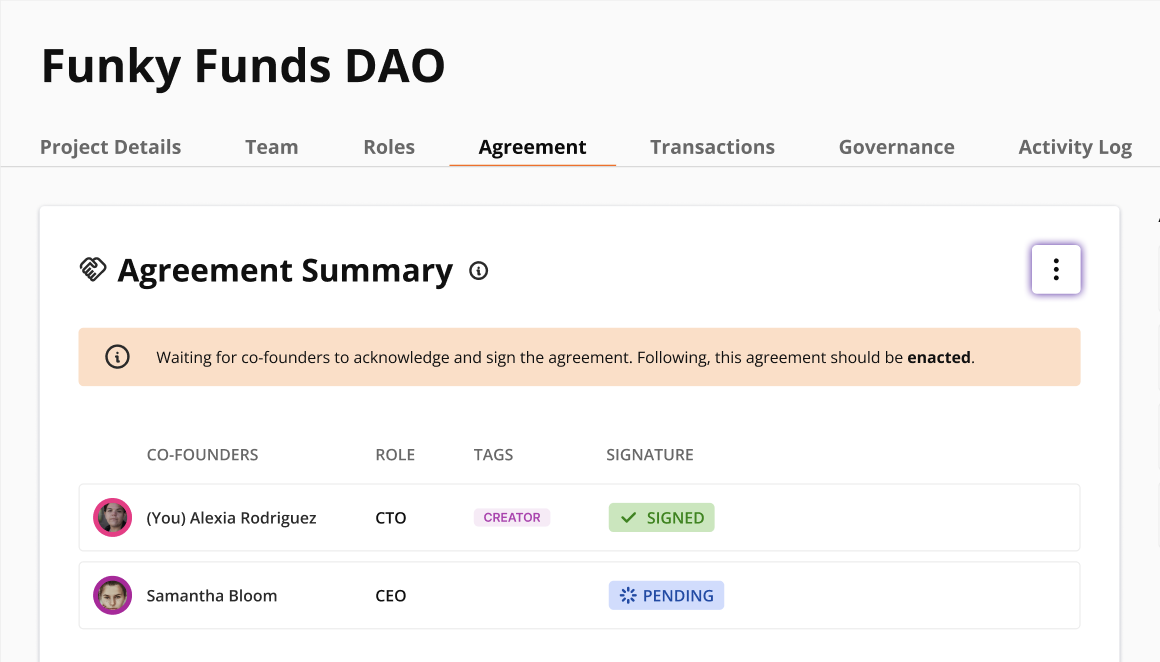 Funky Funds DAO
Project Details Team Roles Agreement Transactions Governance Activity Log
Agreement Summary
Waiting for co-founders to acknowledge and sign the agreement. Following, this agreement should be enacted.
CO-FOUNDERS ROLE TAGS SIGNATURE
(You) Alexia Rodriguez CTO CREATOR SIGNED
Samantha Bloom CEO PENDING